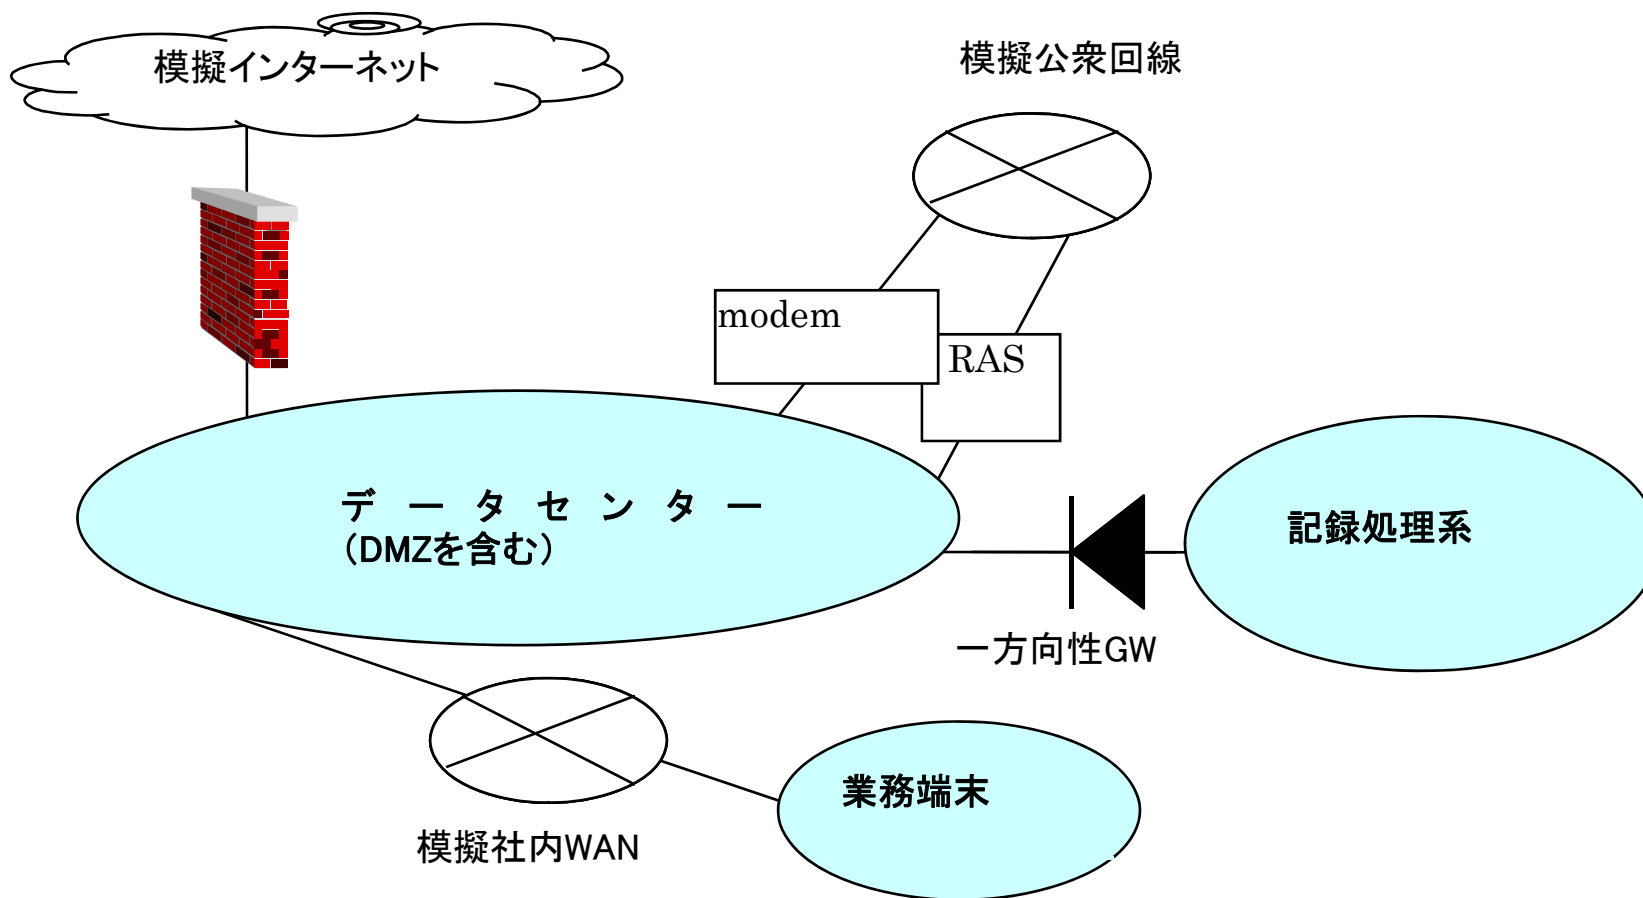 模擬インターネット
模擬公衆回線
modem
RAS
データセンター
（DMZを含む）
記録処理系
一方向性GW
業務端末
模擬社内WAN